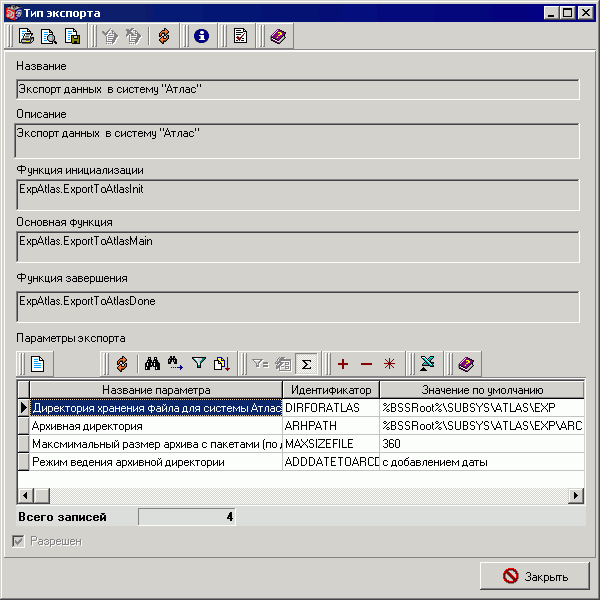 Тип экспорта
Название
Экспорт данных в систему "Атлас"
Описание
Экспорт данных в систему "Атлас"
Функция инициализации
ExpAtlas.ExportToAtlasInit
Основная функция
ExpAtlas.ExportToAtlasMain
Функция завершения
ExpAtlas.ExportToAtlasDone
Параметры экспорта
Название параметра Идентификатор Значение по умолчанию
Директория хранения файла для системы Атлас DIRFORATLAS %BSSRoot%\SUBSYS\ATLAS\EXP
Архивная директория ARHPATH %BSSRoot%\SUBSYS\ATLAS\EXP\ARC
Максмимальный размер архива с пакетами (по MAXSIZEFILE 360
Режим ведения архивной директории ADDDATETOARCD с добавлением даты
Всего записей 4
Разрешен
Закрыть